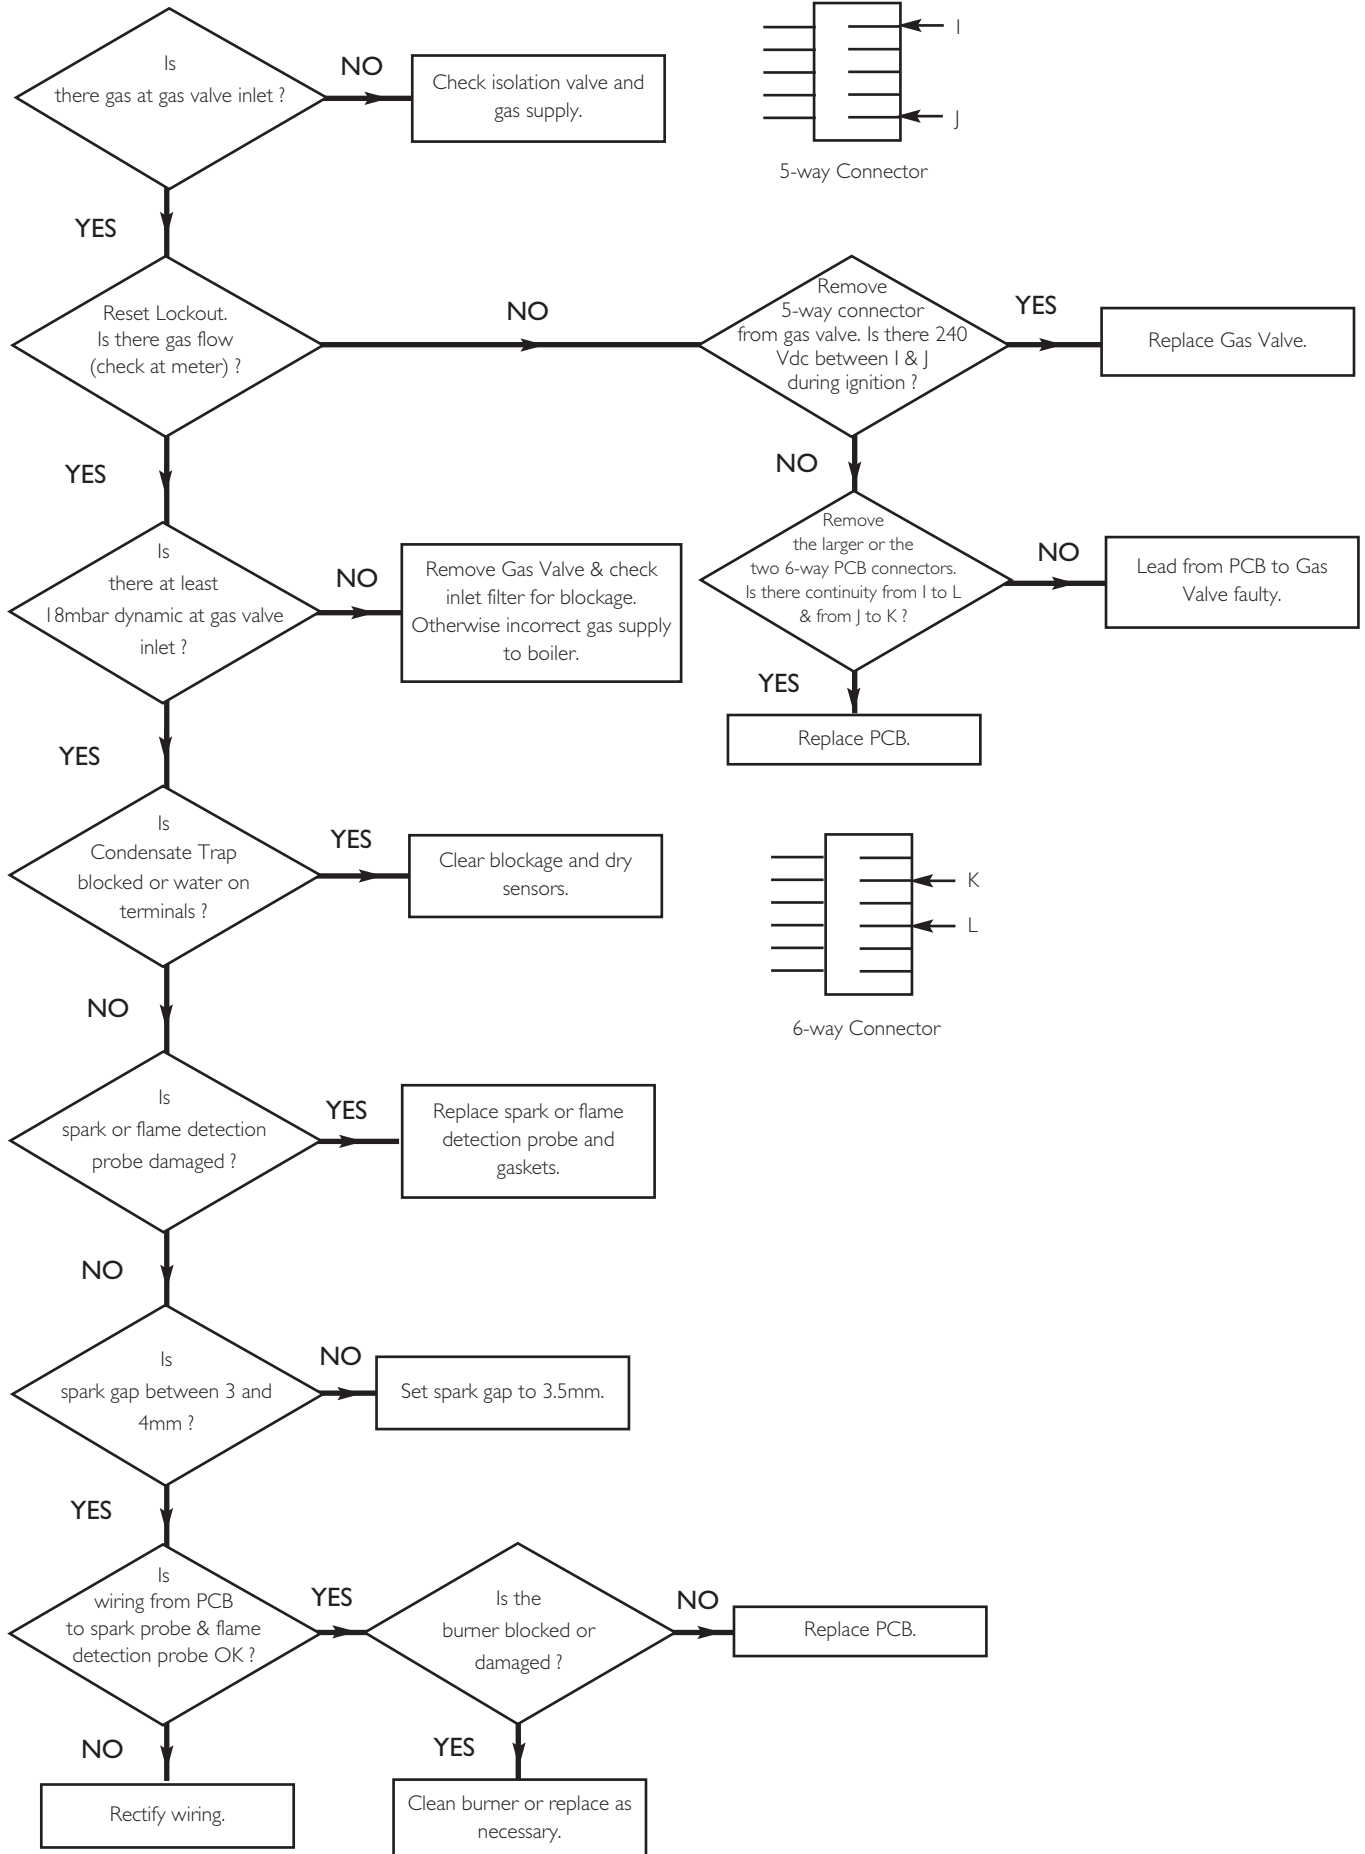 Is
there gas at gas valve inlet ?
NO
Check isolation valve and
gas supply.
I
J
5-way Connector
YES
Reset Lockout.
Is there gas flow
(check at meter) ?
NO
Remove
5-way connector
from gas valve. Is there 240
Vdc between I & J
during ignition ?
YES
Replace Gas Valve.
YES
NO
Is
there at least
18mbar dynamic at gas valve
inlet ?
NO
Remove Gas Valve & check
inlet filter for blockage.
Otherwise incorrect gas supply
to boiler.
Remove
the larger or the
two 6-way PCB connectors.
Is there continuity from I to L
& from J to K ?
NO
Lead from PCB to Gas
Valve faulty.
YES
Replace PCB.
YES
Is
Condensate Trap
blocked or water on
terminals ?
YES
Clear blockage and dry
sensors.
K
L
6-way Connector
NO
Is
spark or flame detection
probe damaged ?
YES
Replace spark or flame
detection probe and
gaskets.
NO
Is
spark gap between 3 and
4mm ?
NO
Set spark gap to 3.5mm.
YES
Is
wiring from PCB
to spark probe & flame
detection probe OK ?
YES
Is the
burner blocked or
damaged ?
NO
Replace PCB.
NO
Rectify wiring.
YES
Clean burner or replace as
necessary.